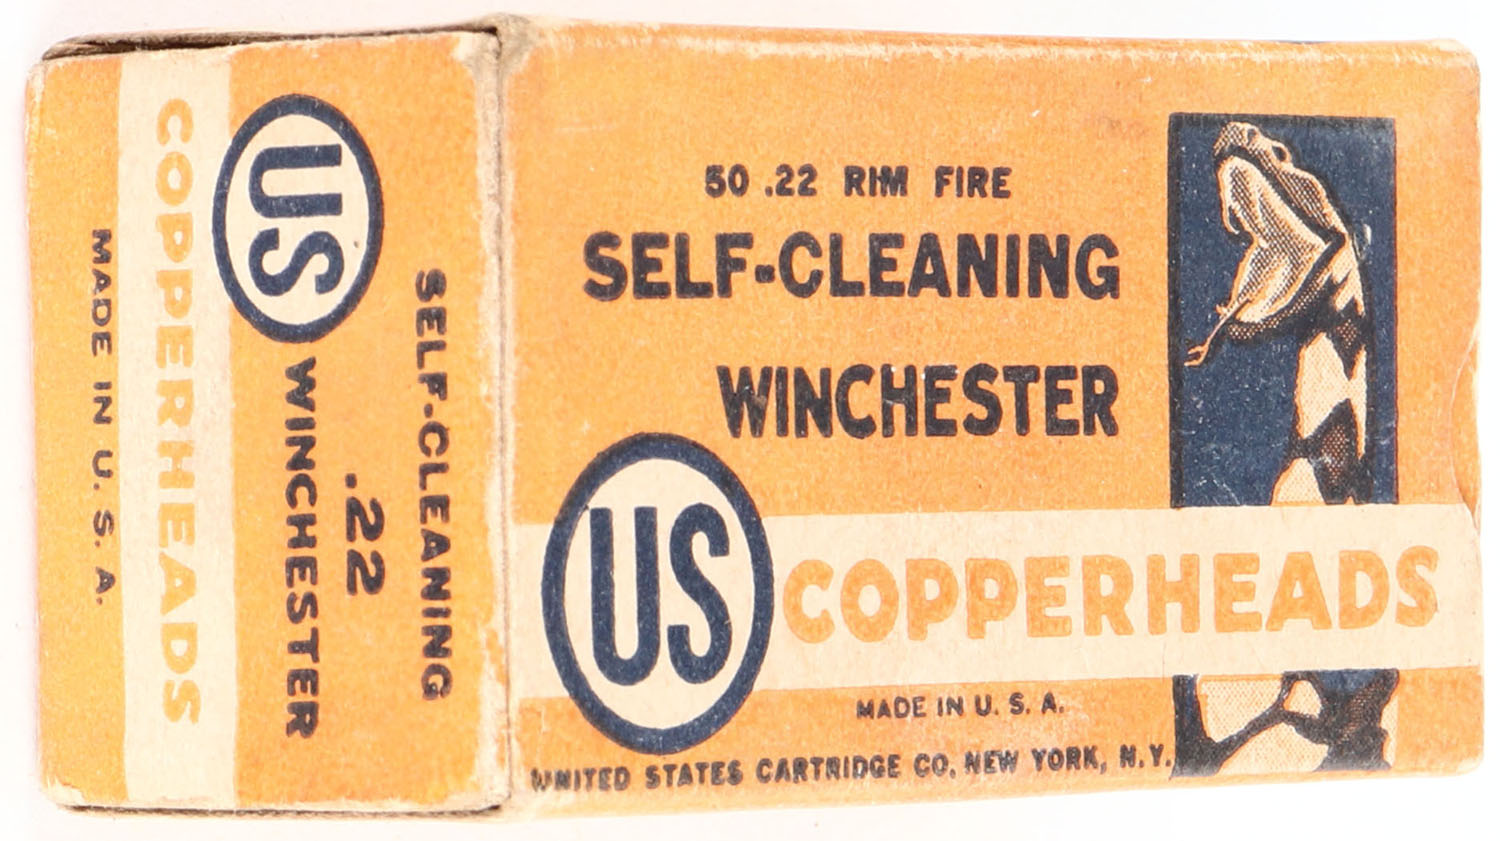 50 .22 RIM FIRE
SELF-CLEANING
WINCHESTER
US COPPERHEADS
MADE IN U. S. A.
UNITED STATES CARTRIDGE CO. NEW YORK, N.Y.
SELF-CLEANING
.22
US WINCHESTER
COPPERHEADS
MADE IN U. S. A.